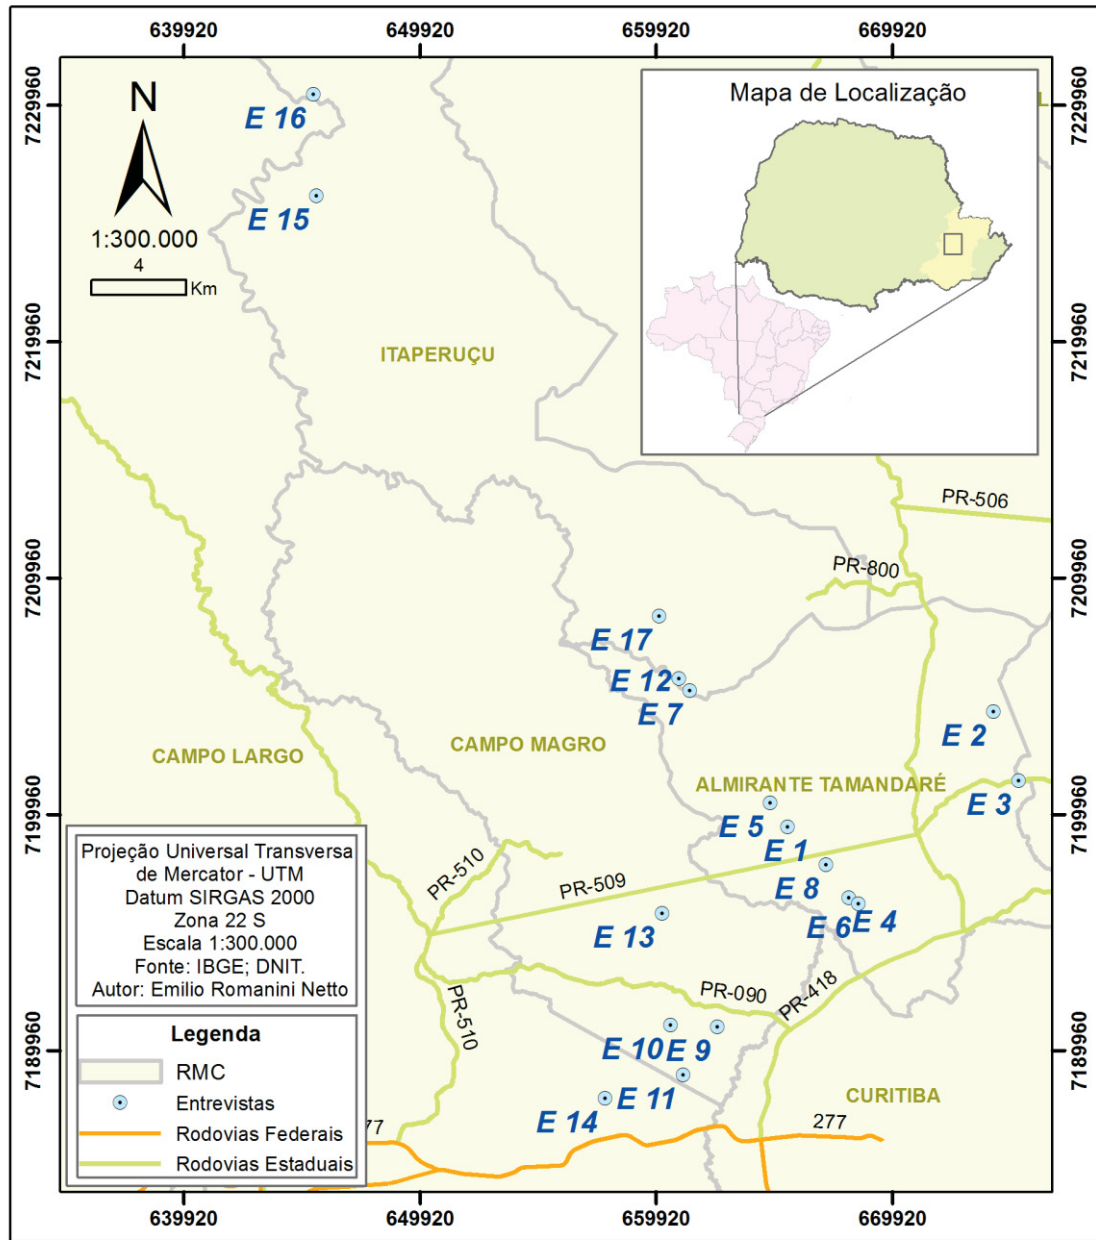 639920
649920
659920
669920
7229960
7219960
7209960
7199960
7189960
N
1:300.000
4
Km
Mapa de Localização
L
7229960
7219960
7209960
7199960
7189960
E 16
E 15
ITAPERUÇU
PR-506
PR-800
E 17
E 12
E 7
E 2
CAMPO LARGO
CAMPO MAGRO
ALMIRANTE TAMANDARÉ
E 3
E 5
E 1
PR-510
PR-509
E 8
E 6
E 4
E 13
PR-090
PR-418
PR-510
E 10
E 9
E 11
E 14
CURITIBA
77
277
Projeção Universal Transversa
de Mercator - UTM
Datum SIRGAS 2000
Zona 22 S
Escala 1:300.000
Fonte: IBGE; DNIT.
Autor: Emilio Romanini Netto
Legenda
RMC
Entrevistas
Rodovias Federais
Rodovias Estaduais
639920
649920
659920
669920